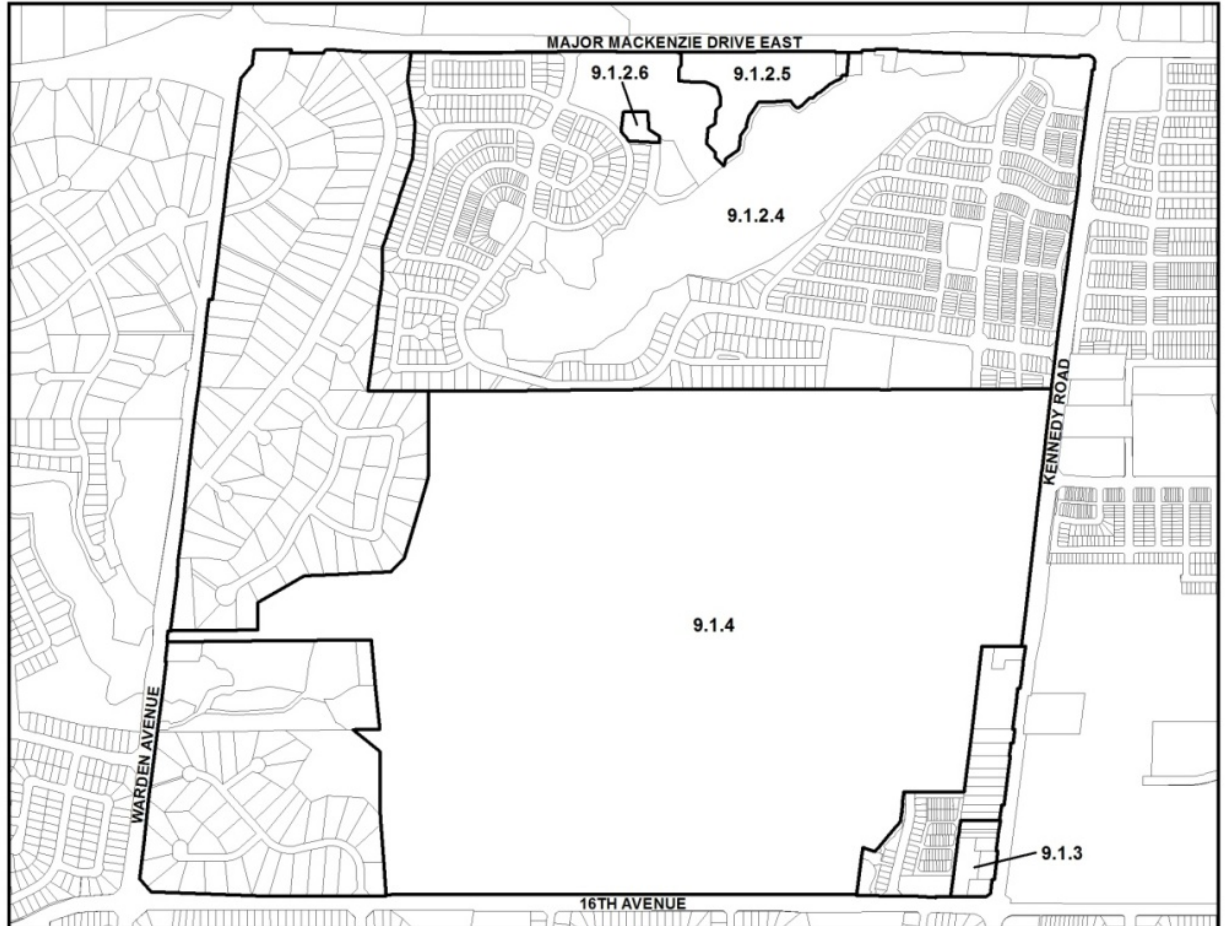 MAJOR MACKENZIE DRIVE EAST
9.1.2.6
9.1.2.5
9.1.2.4
KENNEDY ROAD
9.1.4
WARDEN AVENUE
9.1.3
16TH AVENUE